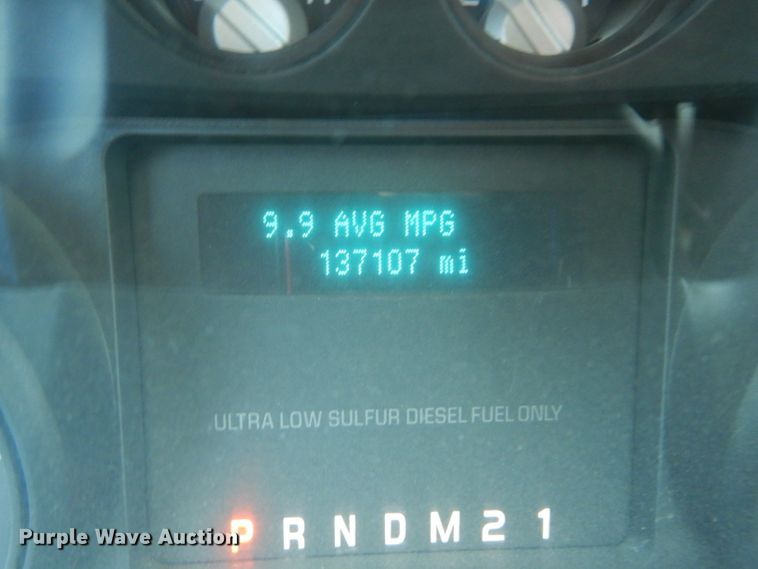 9.9 AVG MPG
137107 mi
ULTRA LOW SULFUR DIESEL FUEL ONLY
P R N D M 2 1
Purple Wave Auction